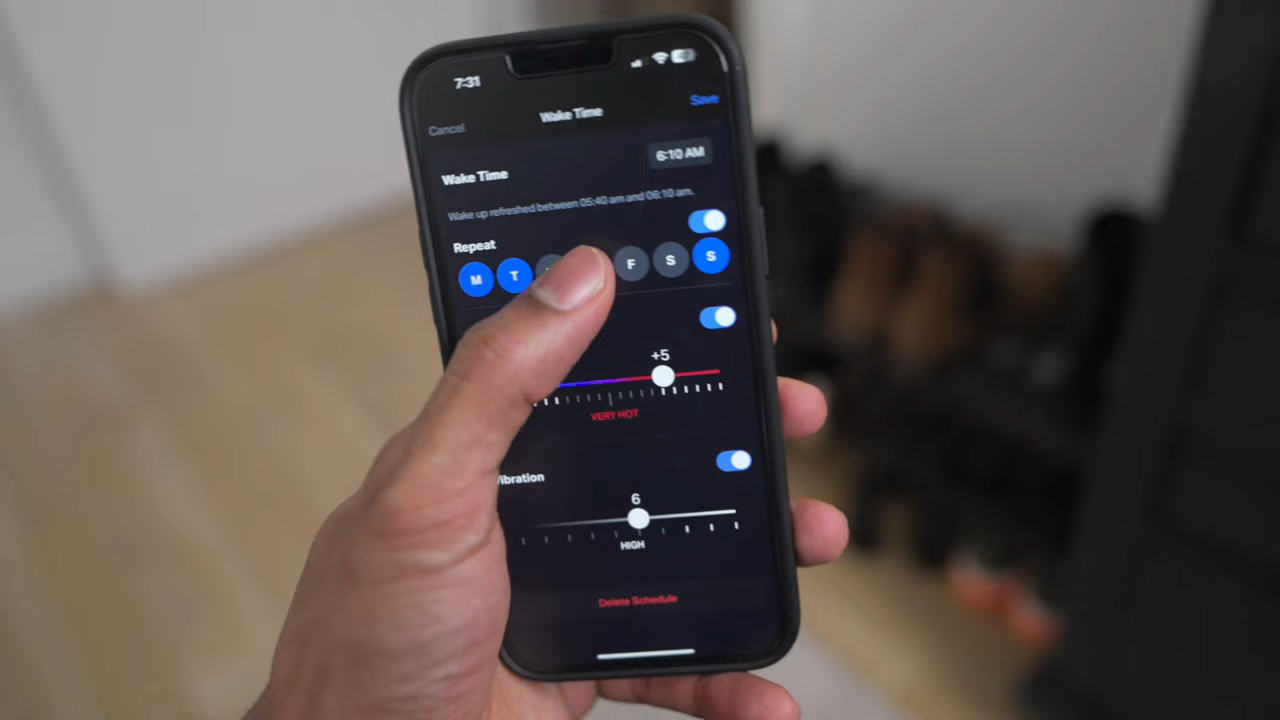 7:31
Save
Cancel
Wake Time
6:10 AM
Wake Time
Wake up refreshed between 05:40 am and 06:10 am.
Repeat
M T F S S
+5
VERY HOT
Vibration
6
HIGH
Delete Schedule